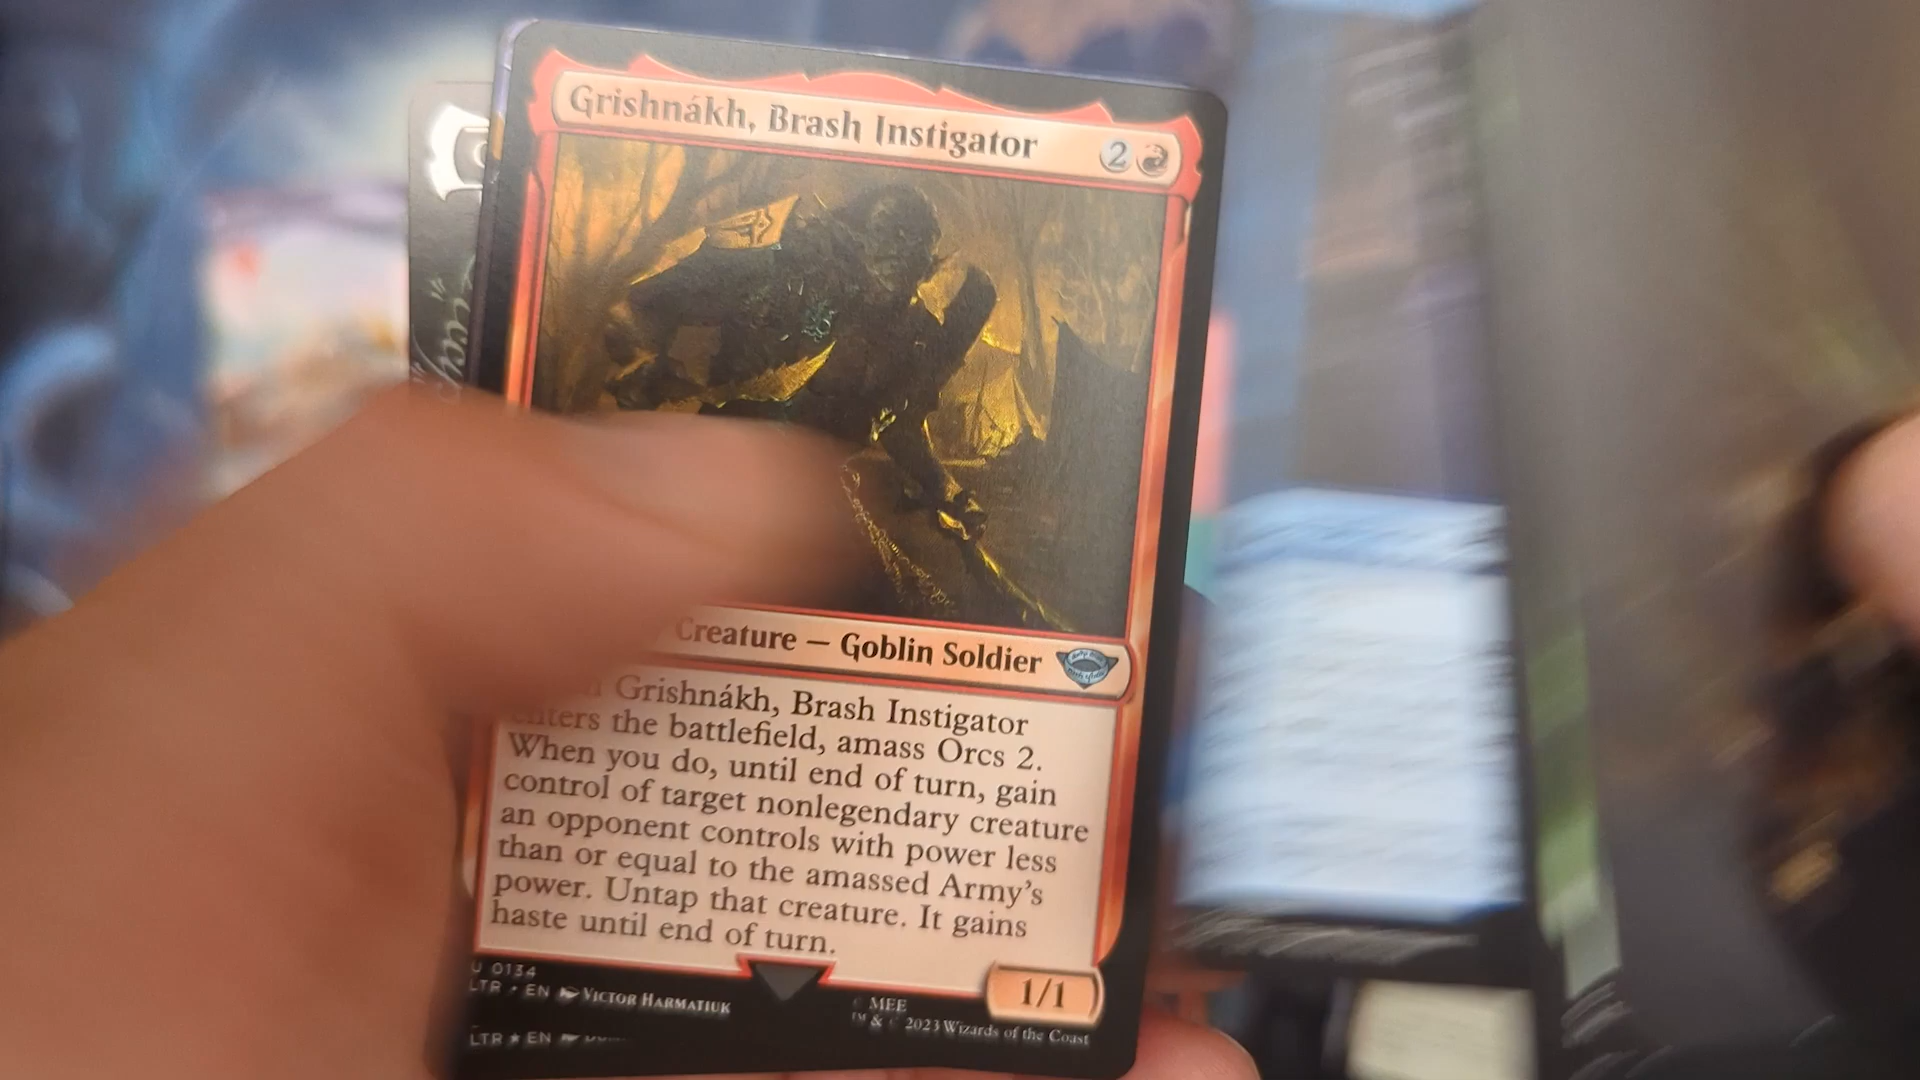 Grishnákh, Brash Instigator
2
Creature — Goblin Soldier
Grishnákh, Brash Instigator
enters the battlefield, amass Orcs 2.
When you do, until end of turn, gain
control of target nonlegendary creature
an opponent controls with power less
than or equal to the amassed Army's
power. Untap that creature. It gains
haste until end of turn.
U 0134
LTR • EN VICTOR HARMATIUK
1/1
© MEE
™ & © 2023 Wizards of the Coast
LTR ★ EN